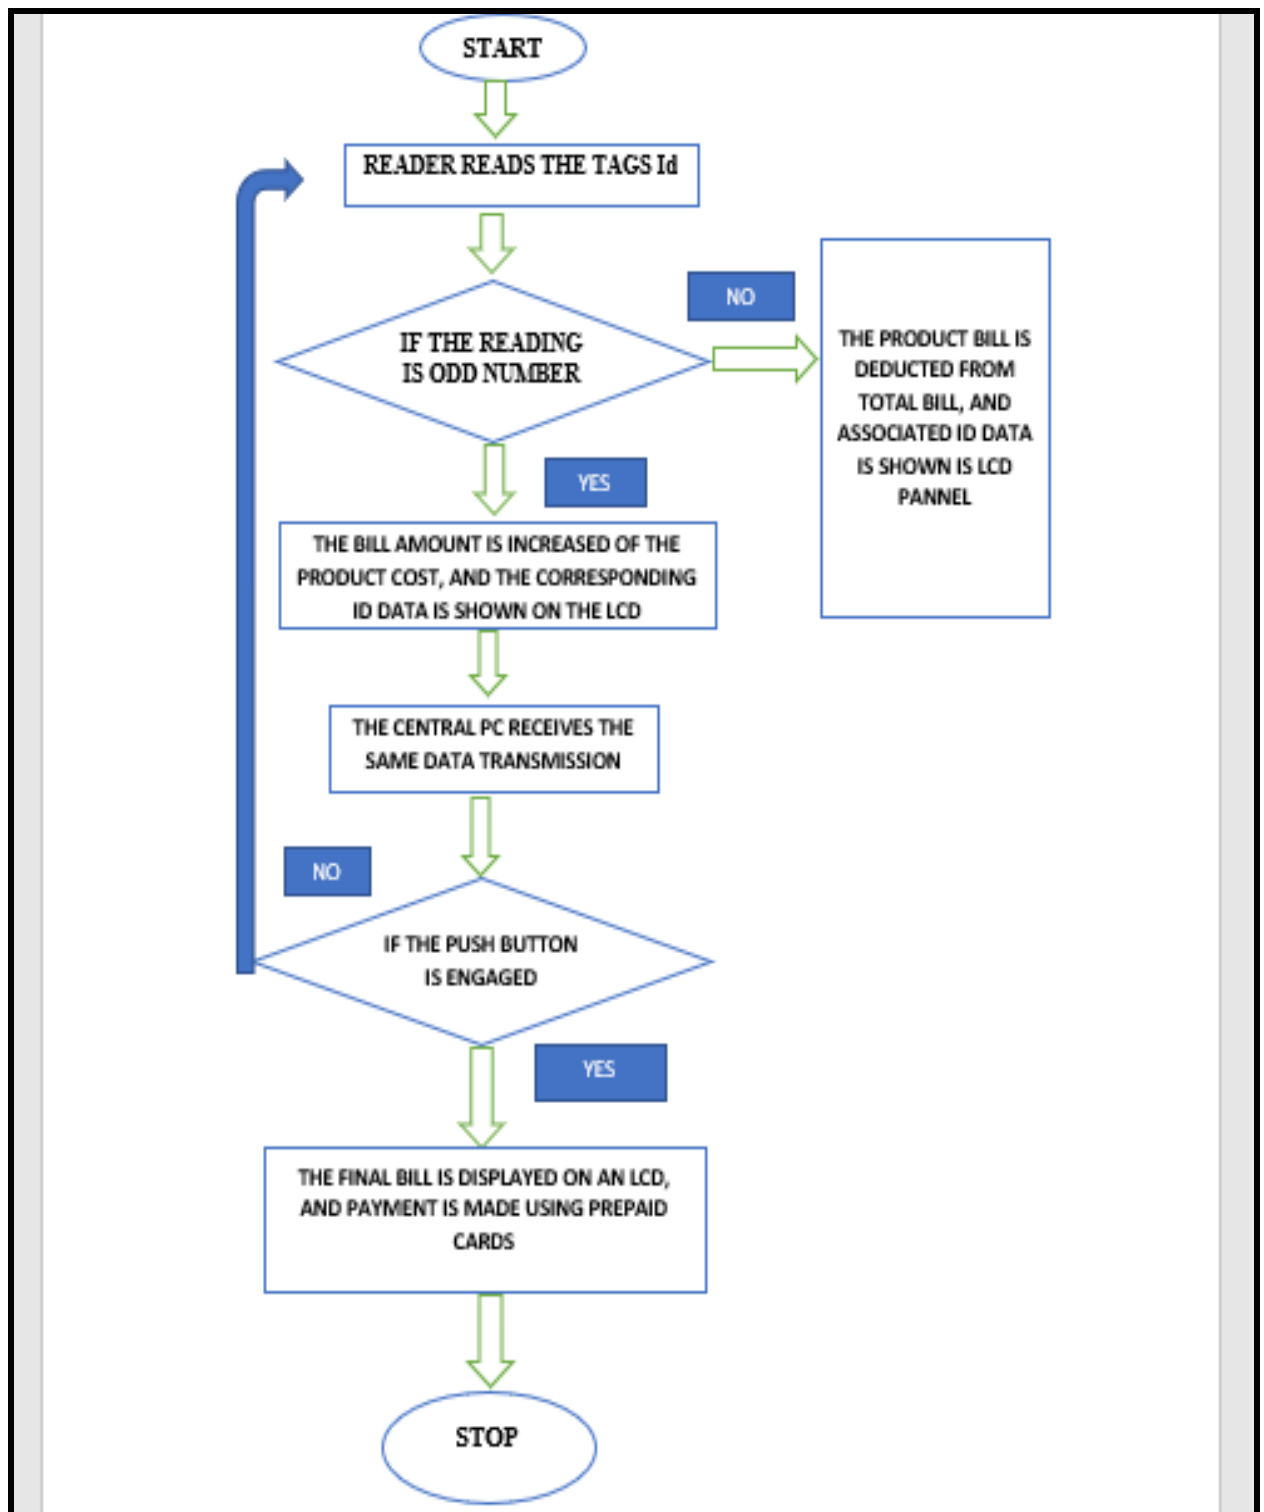 START
READER READS THE TAGS Id
IF THE READING
IS ODD NUMBER
NO
THE PRODUCT BILL IS
DEDUCTED FROM
TOTAL BILL, AND
ASSOCIATED ID DATA
IS SHOWN IS LCD
PANNEL
YES
THE BILL AMOUNT IS INCREASED OF THE
PRODUCT COST, AND THE CORRESPONDING
ID DATA IS SHOWN ON THE LCD
THE CENTRAL PC RECEIVES THE
SAME DATA TRANSMISSION
NO
IF THE PUSH BUTTON
IS ENGAGED
YES
THE FINAL BILL IS DISPLAYED ON AN LCD,
AND PAYMENT IS MADE USING PREPAID
CARDS
STOP